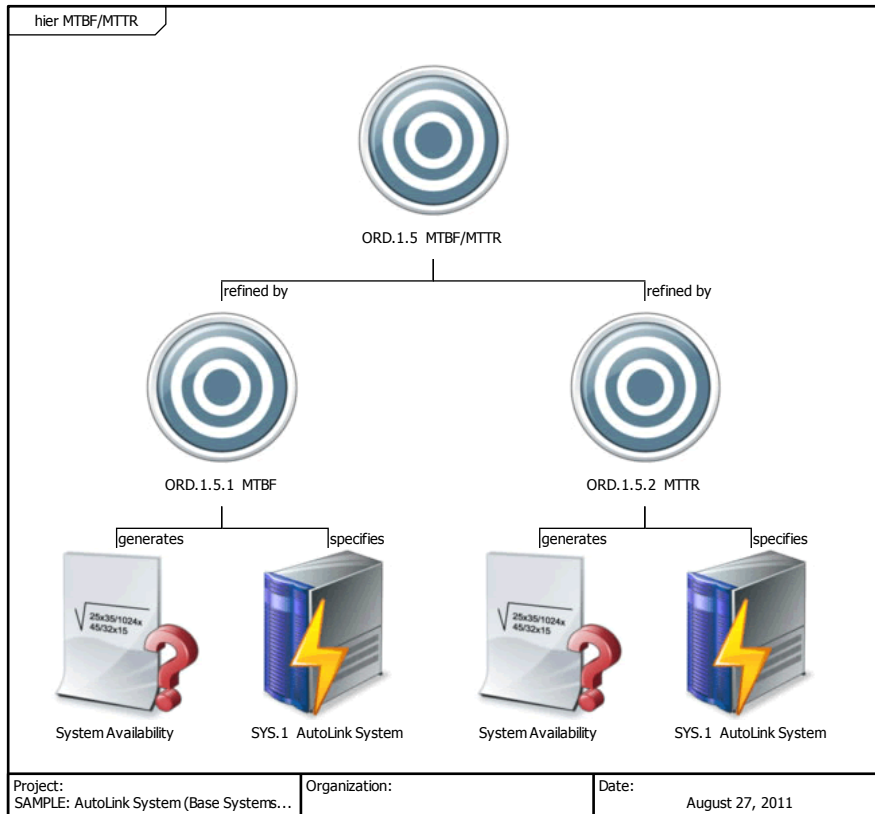 hier MTBF/MTTR
ORD.1.5 MTBF/MTTR
refined by
refined by
ORD.1.5.1 MTBF
ORD.1.5.2 MTTR
generates
specifies
generates
specifies
25x35/1024x
45/32x15
25x35/1024x
45/32x15
System Availability
SYS.1 AutoLink System
System Availability
SYS.1 AutoLink System
Project:
SAMPLE: AutoLink System (Base Systems...
Organization:
Date:
August 27, 2011